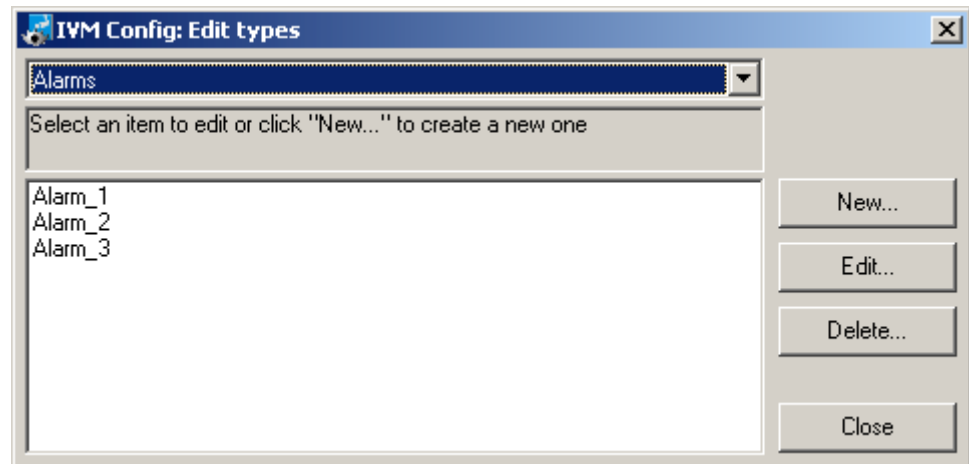 IVM Config: Edit types
Alarms
Select an item to edit or click "New..." to create a new one
Alarm_1
Alarm_2
Alarm_3
New...
Edit...
Delete...
Close